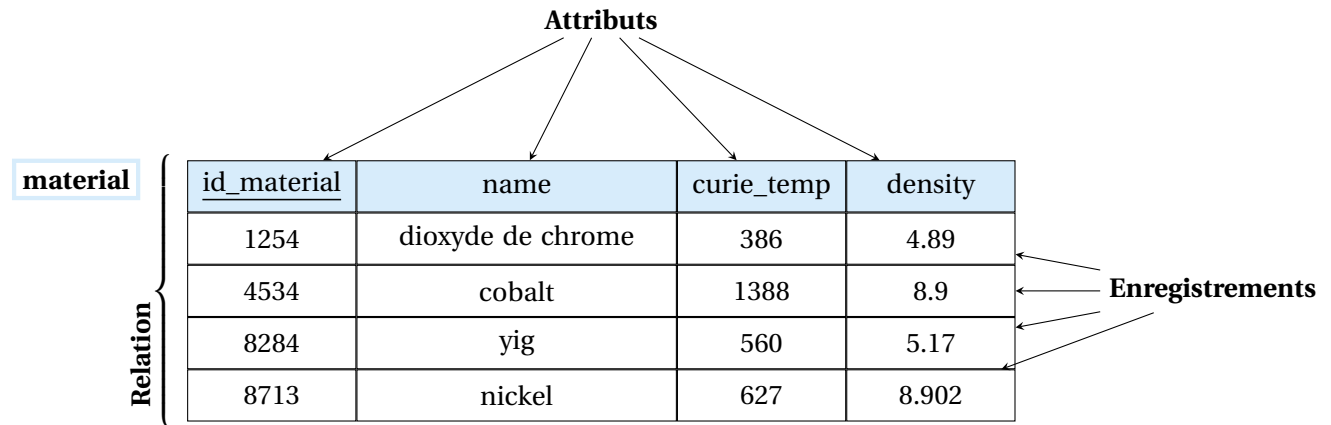 Attributs
material
id_material name curie_temp density
1254 dioxyde de chrome 386 4.89
4534 cobalt 1388 8.9
Enregistrements
8284 yig 560 5.17
8713 nickel 627 8.902
Relation